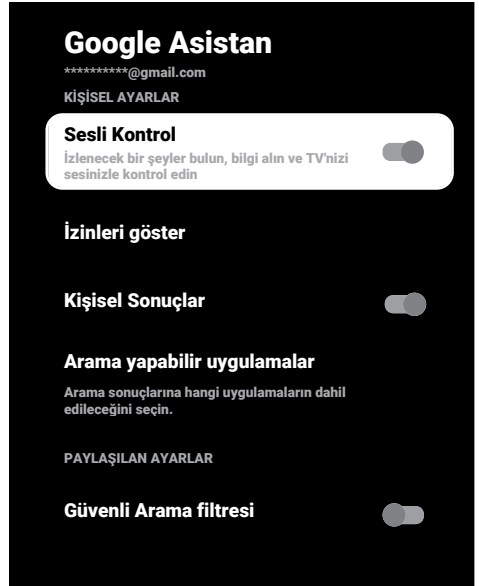 Google Asistan
**********@gmail.com
KİŞİSEL AYARLAR
Sesli Kontrol
İzlenecek bir şeyler bulun, bilgi alın ve TV'nizi
sesinizle kontrol edin
İzinleri göster
Kişisel Sonuçlar
Arama yapabilir uygulamalar
Arama sonuçlarına hangi uygulamaların dahil
edileceğini seçin.
PAYLAŞILAN AYARLAR
Güvenli Arama filtresi